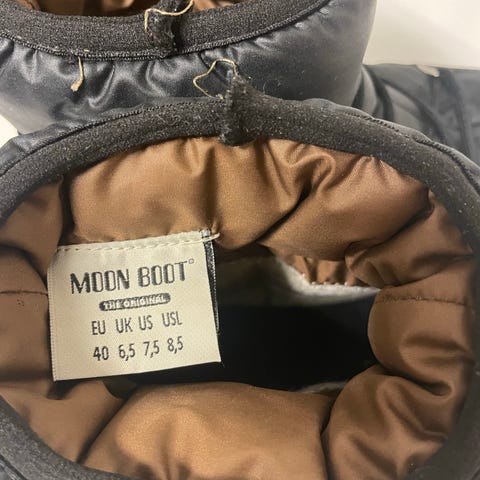 MOON BOOT®
THE ORIGINAL
EU UK US USL
40 6,5 7,5 8,5